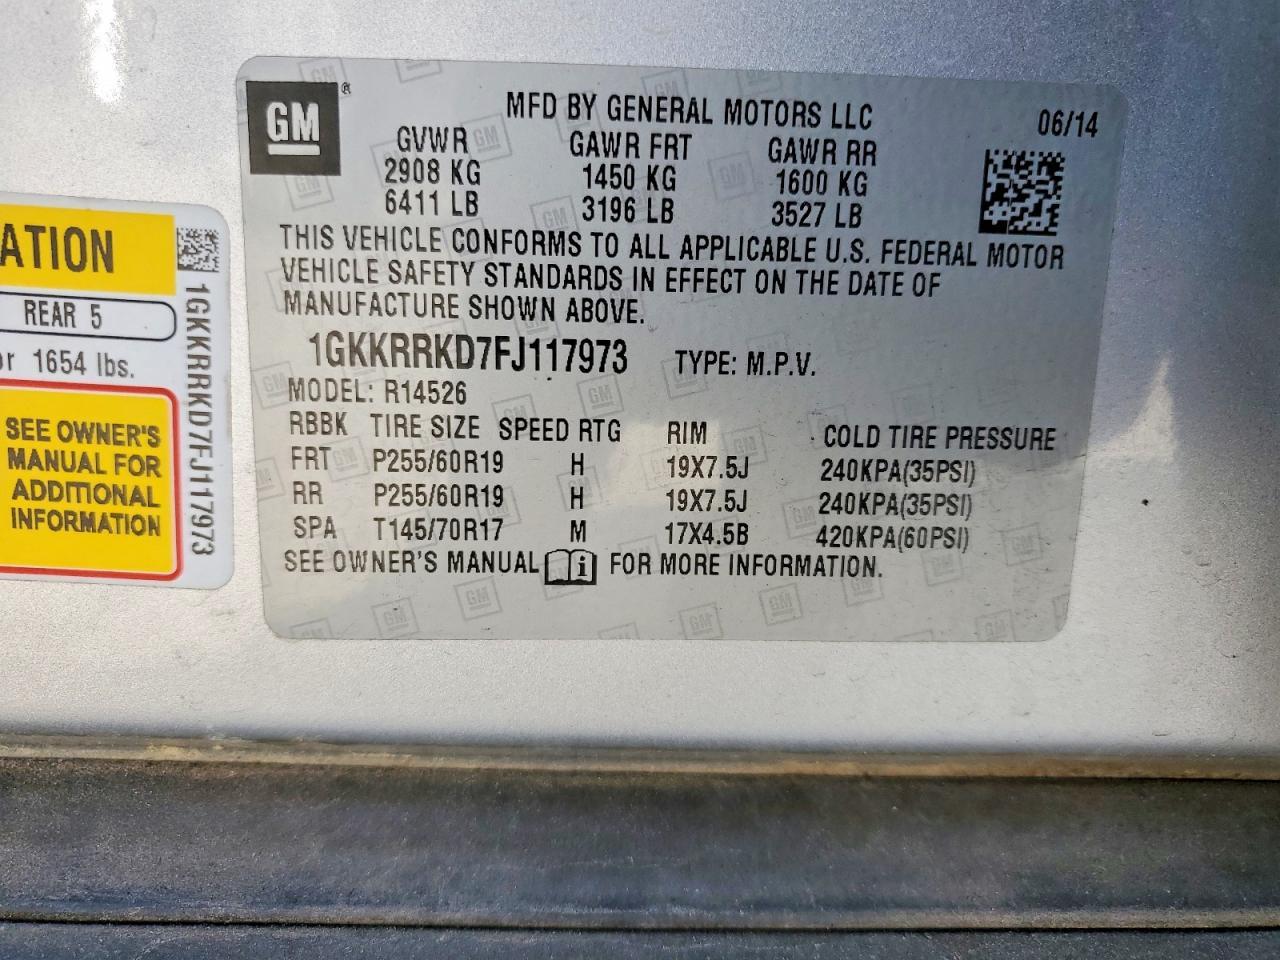 GM
®
MFD BY GENERAL MOTORS LLC 06/14
GVWR GAWR FRT GAWR RR
2908 KG 1450 KG 1600 KG
6411 LB 3196 LB 3527 LB
THIS VEHICLE CONFORMS TO ALL APPLICABLE U.S. FEDERAL MOTOR
VEHICLE SAFETY STANDARDS IN EFFECT ON THE DATE OF
MANUFACTURE SHOWN ABOVE.
1GKKRRKD7FJ117973 TYPE: M.P.V.
MODEL: R14526
RBBK TIRE SIZE SPEED RTG RIM COLD TIRE PRESSURE
FRT P255/60R19 H 19X7.5J 240KPA(35PSI)
RR P255/60R19 H 19X7.5J 240KPA(35PSI)
SPA T145/70R17 M 17X4.5B 420KPA(60PSI)
SEE OWNER'S MANUAL i FOR MORE INFORMATION.
ATION
REAR 5
or 1654 lbs.
SEE OWNER'S
MANUAL FOR
ADDITIONAL
INFORMATION
1GKKRRKD7FJ117973